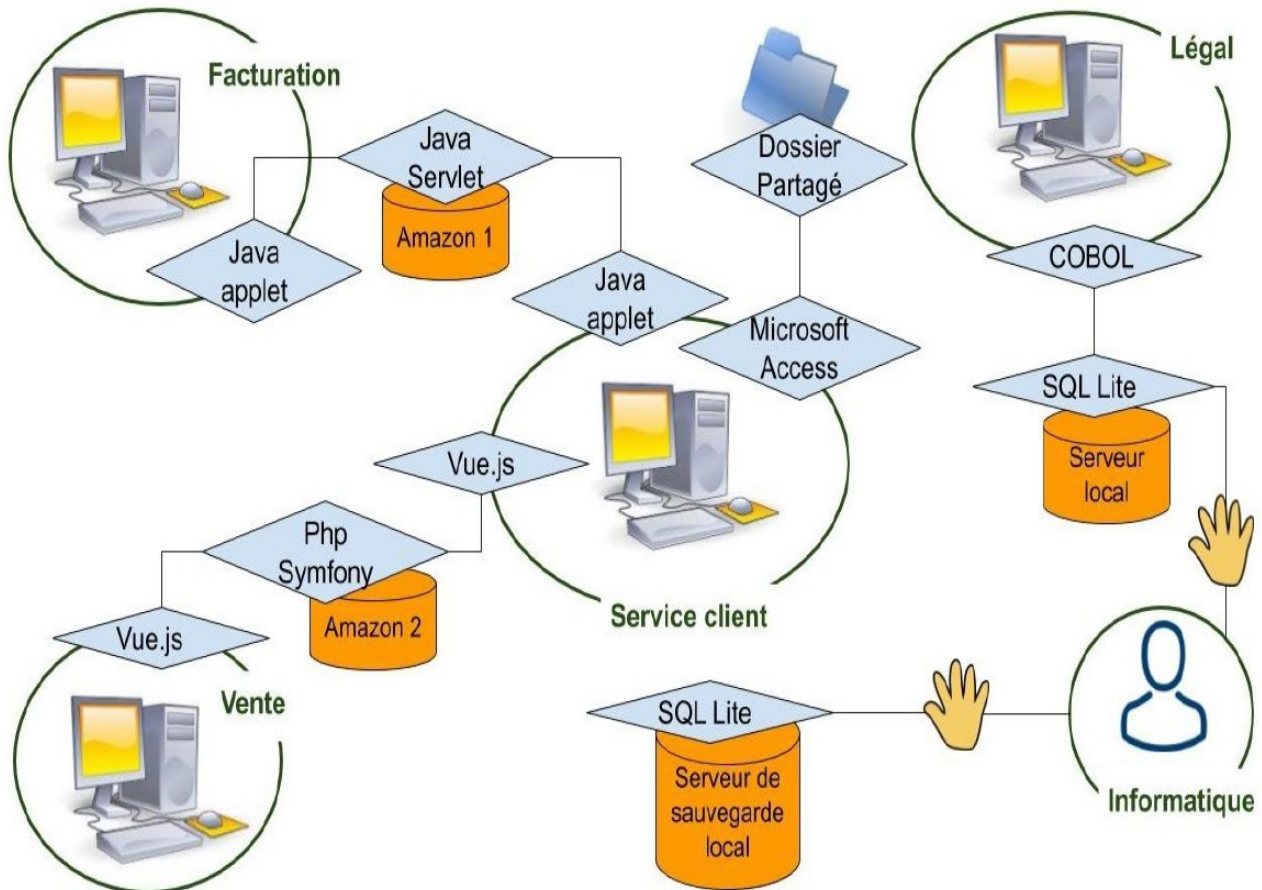 Facturation
Légal
Java
Servlet
Dossier
Partagé
Amazon 1
Java
applet
COBOL
Java
applet
Microsoft
Access
SQL Lite
Vue.js
Serveur
local
Php
Symfony
Service client
Amazon 2
Vue.js
Vente
SQL Lite
Serveur de
sauvegarde
local
Informatique